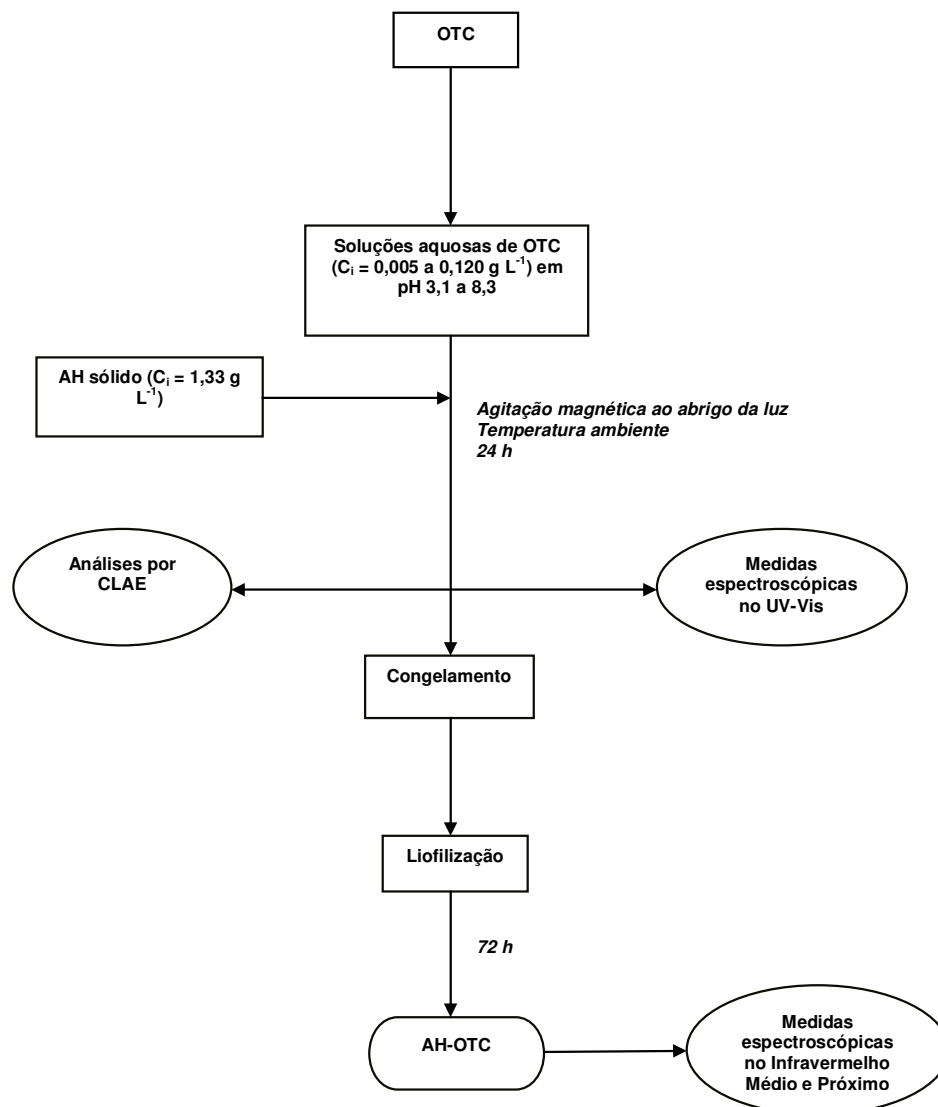 OTC
Soluções aquosas de OTC
(Ci = 0,005 a 0,120 g L-1) em
pH 3,1 a 8,3
AH sólido (Ci = 1,33 g
L-1)
Agitação magnética ao abrigo da luz
Temperatura ambiente
24 h
Análises por
CLAE
Medidas
espectroscópicas
no UV-Vis
Congelamento
Liofilização
72 h
AH-OTC
Medidas
espectroscópicas
no Infravermelho
Médio e Próximo